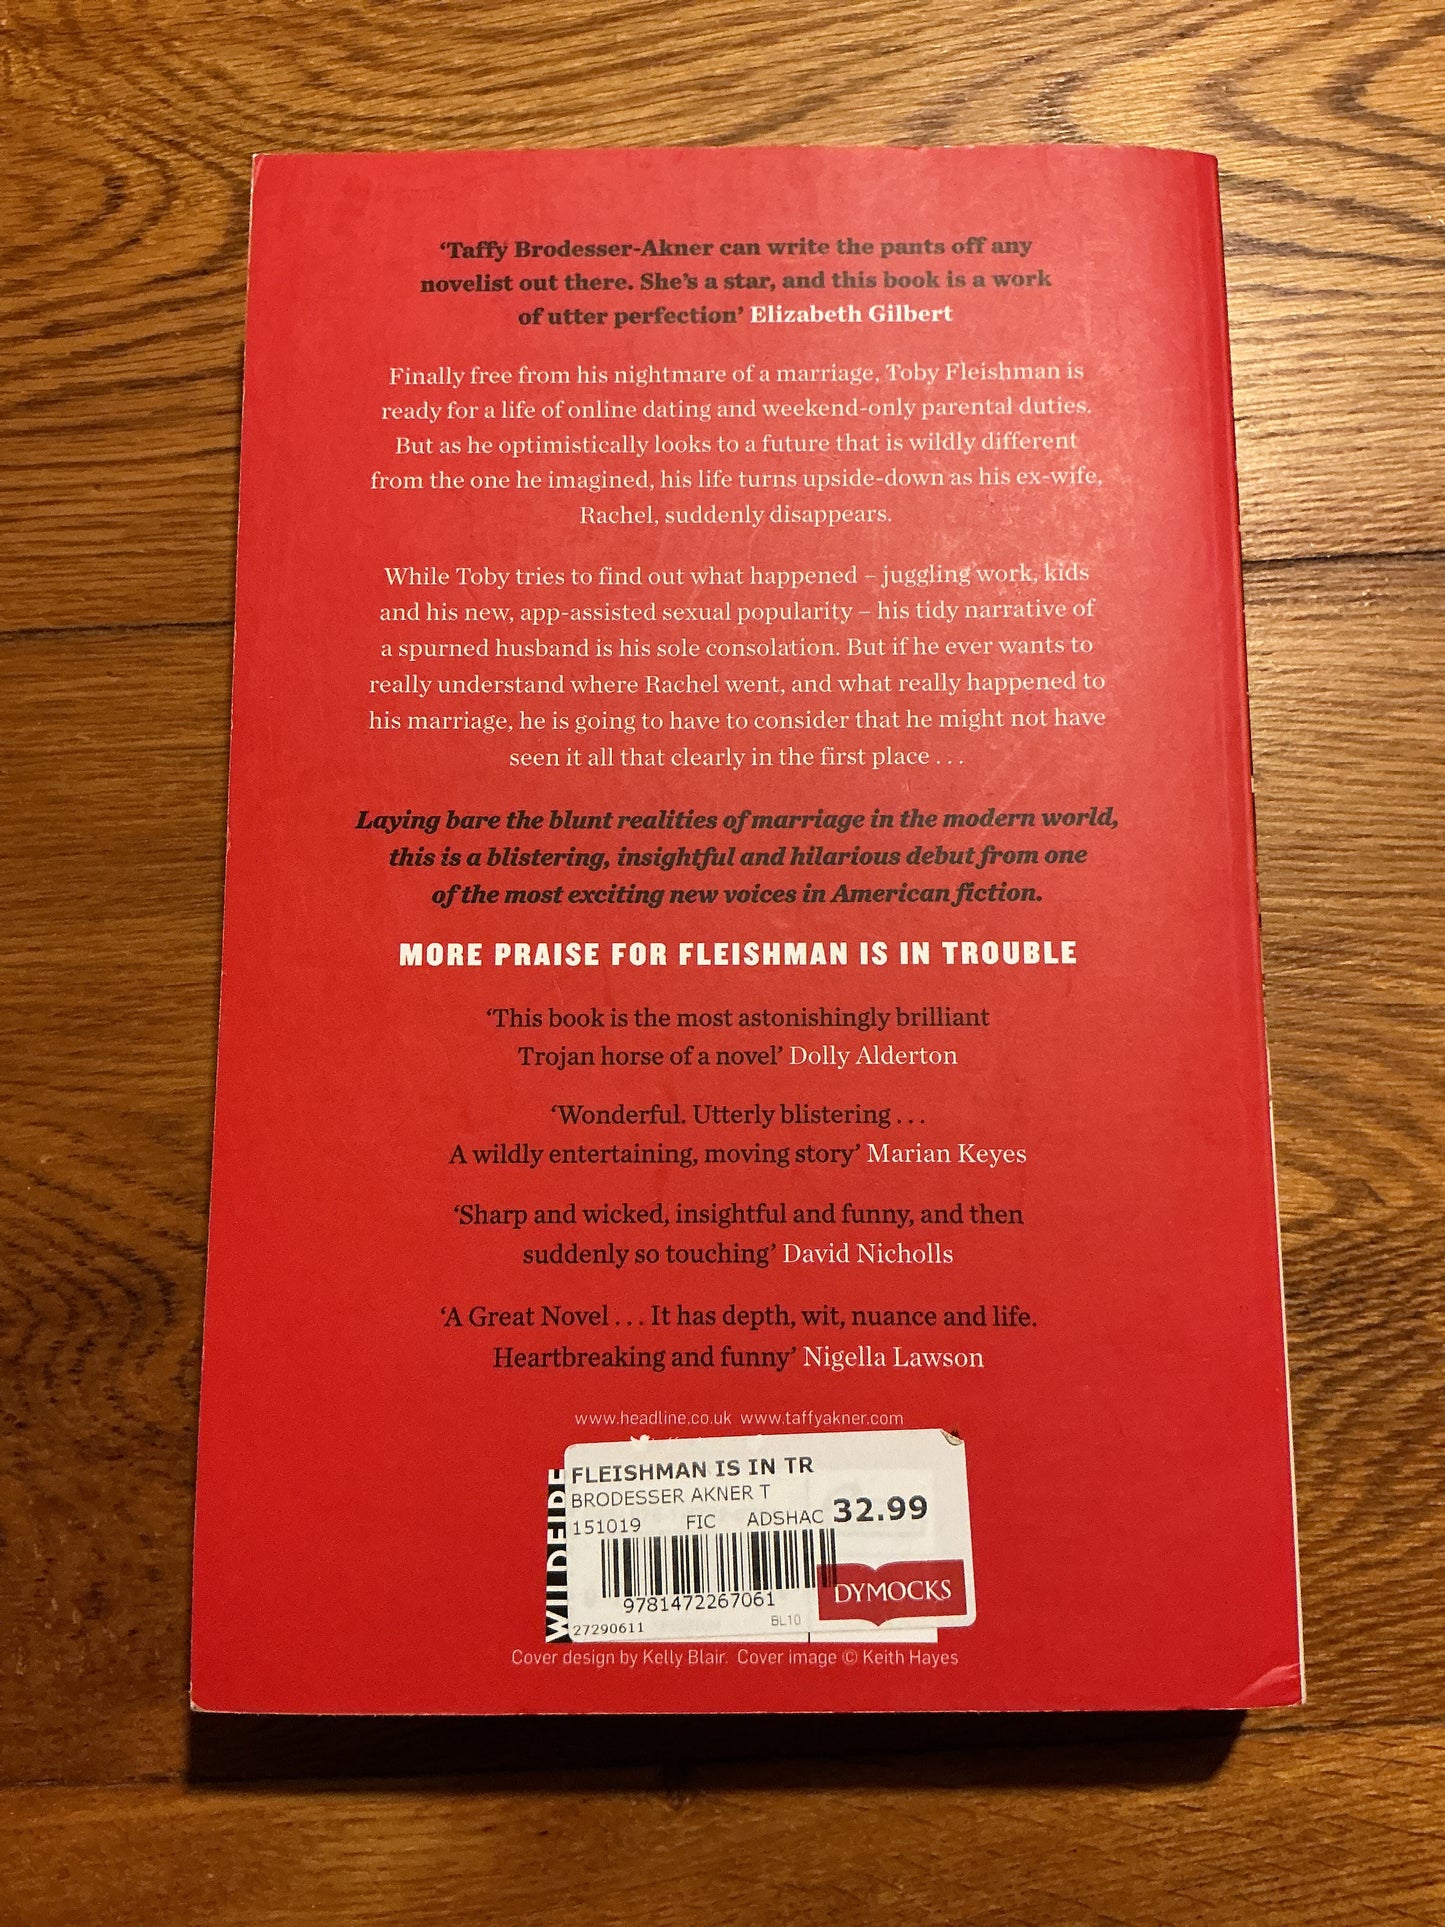 ‘Taffy Brodesser-Akner can write the pants off any
novelist out there. She’s a star, and this book is a work
of utter perfection’ Elizabeth Gilbert
Finally free from his nightmare of a marriage, Toby Fleishman is
ready for a life of online dating and weekend-only parental duties.
But as he optimistically looks to a future that is wildly different
from the one he imagined, his life turns upside-down as his ex-wife,
Rachel, suddenly disappears.
While Toby tries to find out what happened – juggling work, kids
and his new, app-assisted sexual popularity – his tidy narrative of
a spurned husband is his sole consolation. But if he ever wants to
really understand where Rachel went, and what really happened to
his marriage, he is going to have to consider that he might not have
seen it all that clearly in the first place . . .
Laying bare the blunt realities of marriage in the modern world,
this is a blistering, insightful and hilarious debut from one
of the most exciting new voices in American fiction.
MORE PRAISE FOR FLEISHMAN IS IN TROUBLE
‘This book is the most astonishingly brilliant
Trojan horse of a novel’ Dolly Alderton
‘Wonderful. Utterly blistering . . .
A wildly entertaining, moving story’ Marian Keyes
‘Sharp and wicked, insightful and funny, and then
suddenly so touching’ David Nicholls
‘A Great Novel . . . It has depth, wit, nuance and life.
Heartbreaking and funny’ Nigella Lawson
www.headline.co.uk www.taffyakner.com
WILDFIRE
FLEISHMAN IS IN TR
BRODESSER AKNER T
151019 FIC ADSHAC 32.99
9781472267061
DYMOCKS
27290611 BL10
Cover design by Kelly Blair. Cover image © Keith Hayes